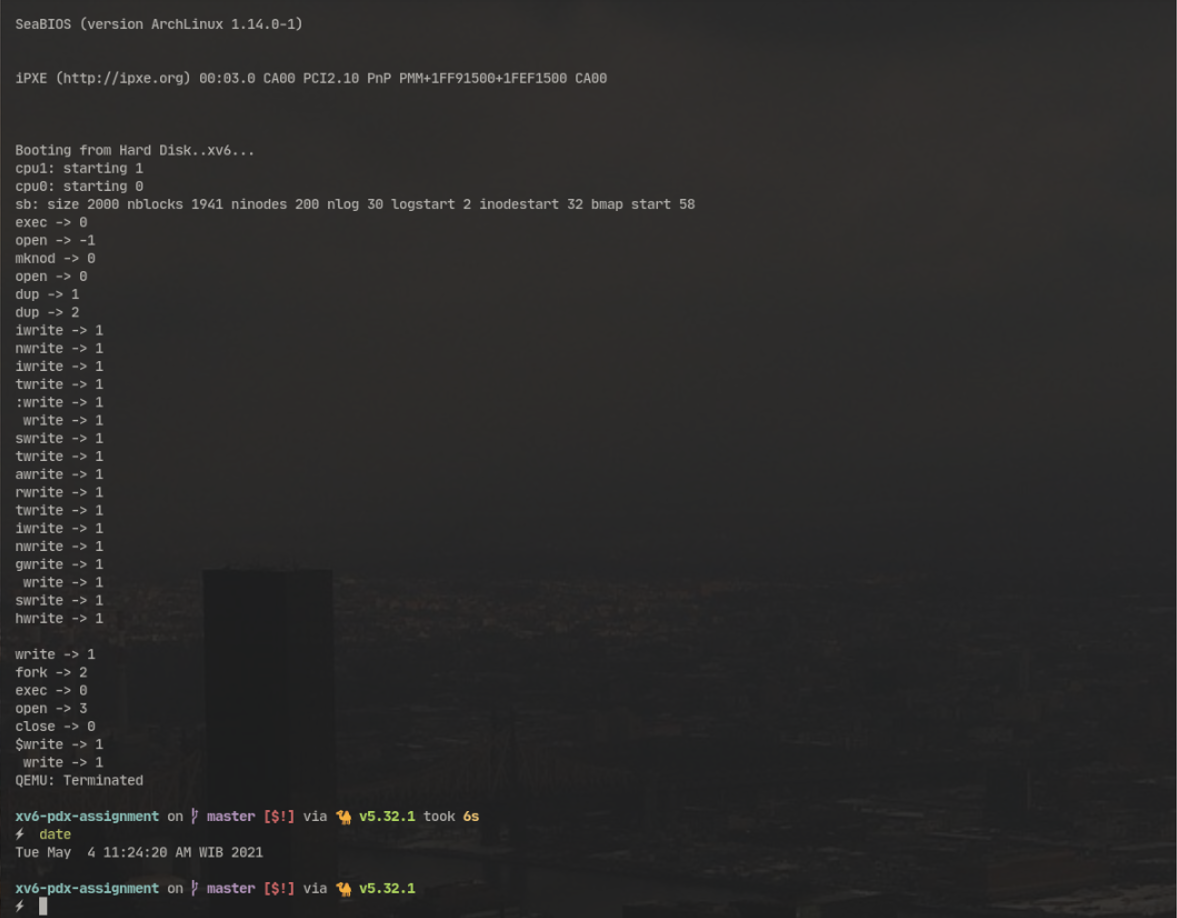 SeaBIOS (version ArchLinux 1.14.0-1)
iPXE (http://ipxe.org) 00:03.0 CA00 PCI2.10 PnP PMM+1FF91500+1FEF1500 CA00
Booting from Hard Disk..xv6...
cpu1: starting 1
cpu0: starting 0
sb: size 2000 nblocks 1941 ninodes 200 nlog 30 logstart 2 inodestart 32 bmap start 58
exec -> 0
open -> -1
mknod -> 0
open -> 0
dup -> 1
dup -> 2
iwrite -> 1
nwrite -> 1
iwrite -> 1
twrite -> 1
:write -> 1
 write -> 1
swrite -> 1
twrite -> 1
awrite -> 1
rwrite -> 1
twrite -> 1
iwrite -> 1
nwrite -> 1
gwrite -> 1
 write -> 1
swrite -> 1
hwrite -> 1
write -> 1
fork -> 2
exec -> 0
open -> 3
close -> 0
$write -> 1
 write -> 1
QEMU: Terminated
xv6-pdx-assignment on master [$!] via 🐪 v5.32.1 took 6s
⚡ date
Tue May  4 11:24:20 AM WIB 2021
xv6-pdx-assignment on master [$!] via 🐪 v5.32.1
⚡